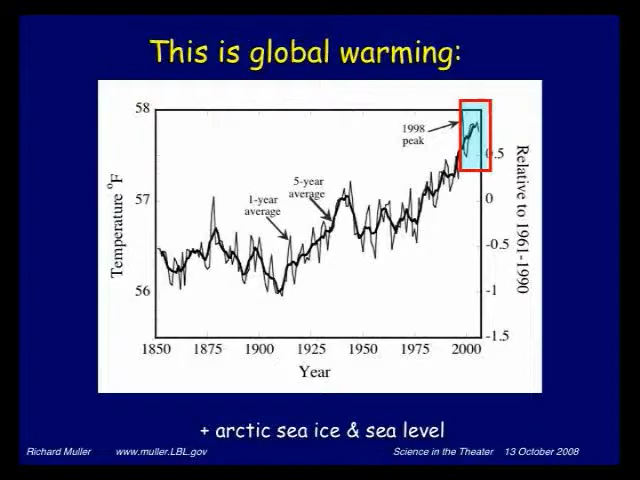 This is global warming:
58
57
56
1998
peak
5-year
average
1-year
average
Temperature °F
0.5
0
-0.5
-1
-1.5
Relative to 1961-1990
1850 1875 1900 1925 1950 1975 2000
Year
+ arctic sea ice & sea level
Richard Muller www.muller.LBL.gov Science in the Theater 13 October 2008